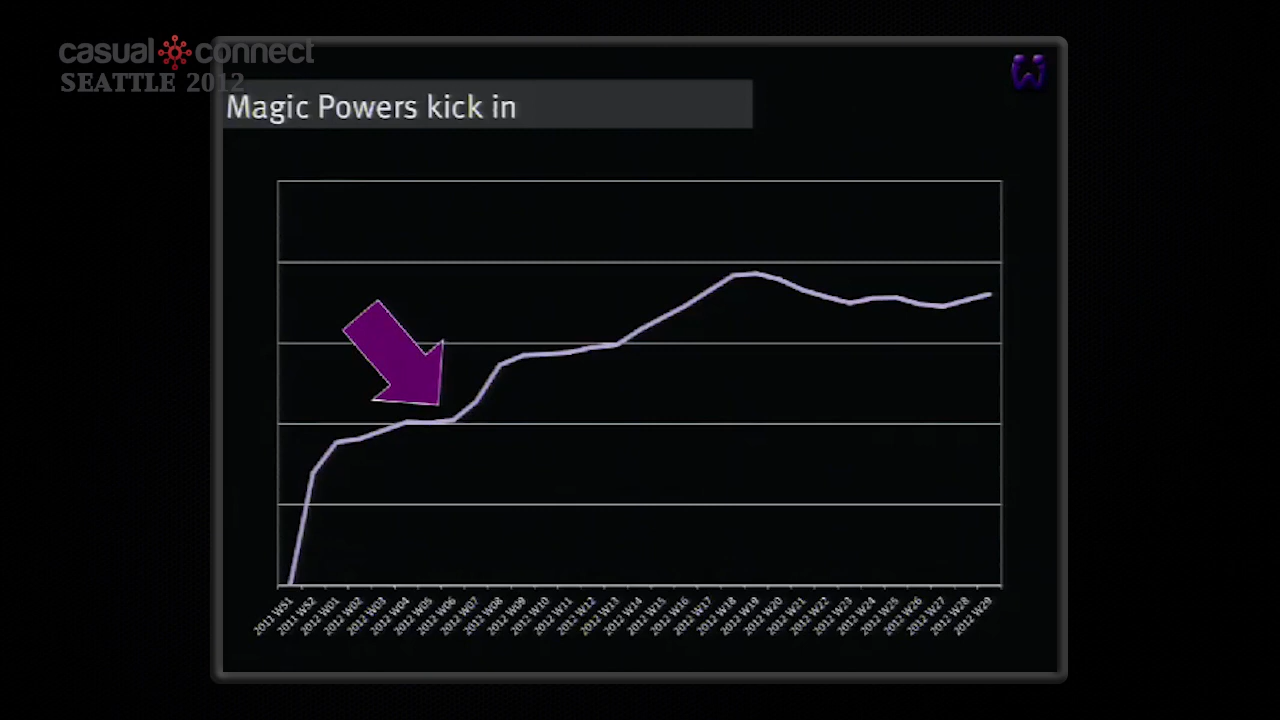 casual connect
SEATTLE 2012
Magic Powers kick in
2011 W51
2011 W52
2012 W01
2012 W02
2012 W03
2012 W04
2012 W05
2012 W06
2012 W07
2012 W08
2012 W09
2012 W10
2012 W11
2012 W12
2012 W13
2012 W14
2012 W15
2012 W16
2012 W17
2012 W18
2012 W19
2012 W20
2012 W21
2012 W22
2012 W23
2012 W24
2012 W25
2012 W26
2012 W27
2012 W28
2012 W29